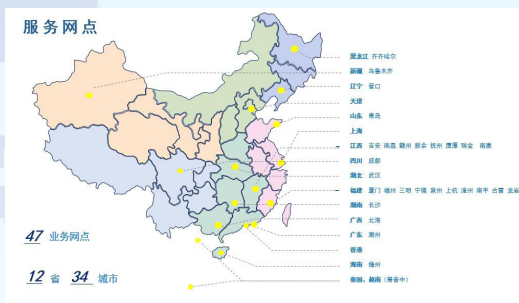 服务网点
黑龙江 齐齐哈尔
新疆 乌鲁木齐
辽宁 营口
天津
山东 青岛
上海
江西 吉安 南昌 赣州 新余 抚州 鹰潭 瑞金 南康
四川 成都
湖北 武汉
福建 厦门 福州 三明 宁德 泉州 上杭 漳州 南平 古雷 龙岩
湖南 长沙
广西 北海
广东 潮州
香港
海南 儋州
泰国、越南(筹备中)
47 业务网点
12 省 34 城市